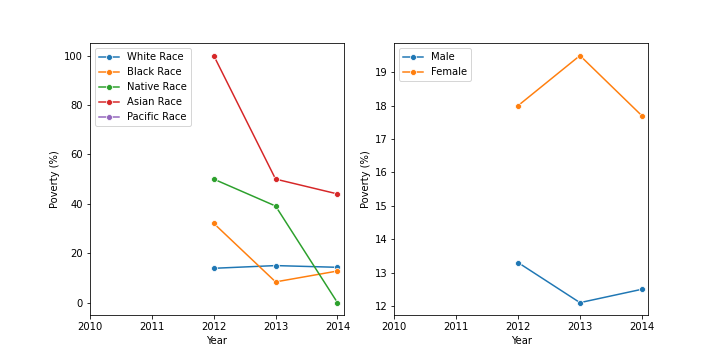 White Race
Black Race
Native Race
Asian Race
Pacific Race
100
80
60
40
20
0
Poverty (%)
2010 2011 2012 2013 2014
Year
Male
Female
19
18
17
16
15
14
13
12
Poverty (%)
2010 2011 2012 2013 2014
Year